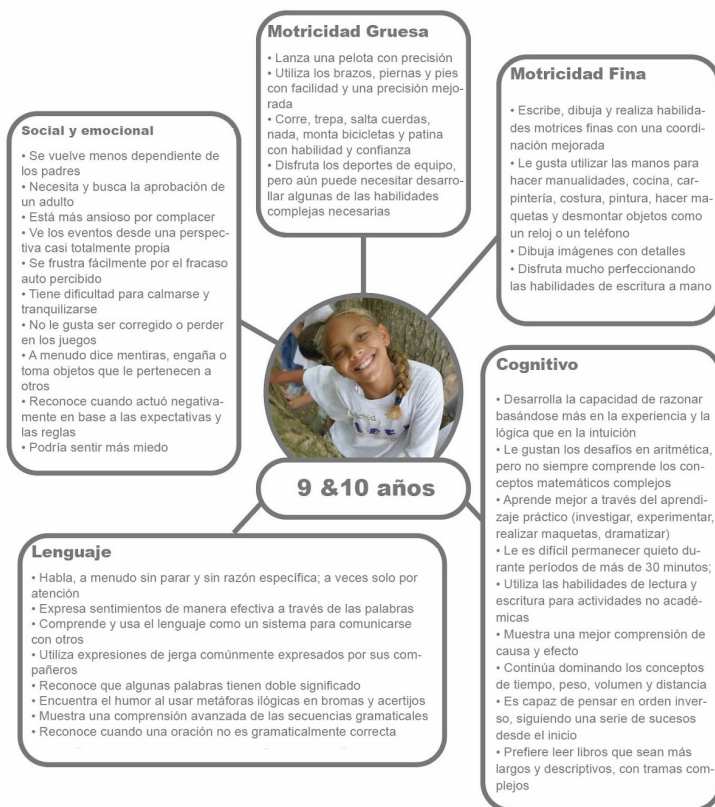 Motricidad Gruesa
• Lanza una pelota con precisión
• Utiliza los brazos, piernas y pies
con facilidad y una precisión mejo-
rada
• Corre, trepa, salta cuerdas,
nada, monta bicicletas y patina
con habilidad y confianza
• Disfruta los deportes de equipo,
pero aún puede necesitar desarro-
llar algunas de las habilidades
complejas necesarias
Motricidad Fina
• Escribe, dibuja y realiza habilida-
des motrices finas con una coordi-
nación mejorada
• Le gusta utilizar las manos para
hacer manualidades, cocina, car-
pintería, costura, pintura, hacer ma-
quetas y desmontar objetos como
un reloj o un teléfono
• Dibuja imágenes con detalles
• Disfruta mucho perfeccionando
las habilidades de escritura a mano
Social y emocional
• Se vuelve menos dependiente de
los padres
• Necesita y busca la aprobación de
un adulto
• Está más ansioso por complacer
• Ve los eventos desde una perspec-
tiva casi totalmente propia
• Se frustra fácilmente por el fracaso
auto percibido
• Tiene dificultad para calmarse y
tranquilizarse
• No le gusta ser corregido o perder
en los juegos
• A menudo dice mentiras, engaña o
toma objetos que le pertenecen a
otros
• Reconoce cuando actuó negativa-
mente en base a las expectativas y
las reglas
• Podría sentir más miedo
9 &10 años
Cognitivo
• Desarrolla la capacidad de razonar
basándose más en la experiencia y la
lógica que en la intuición
• Le gustan los desafíos en aritmética,
pero no siempre comprende los con-
ceptos matemáticos complejos
• Aprende mejor a través del aprendi-
zaje práctico (investigar, experimentar,
realizar maquetas, dramatizar)
• Le es difícil permanecer quieto du-
rante períodos de más de 30 minutos;
• Utiliza las habilidades de lectura y
escritura para actividades no acadé-
micas
• Muestra una mejor comprensión de
causa y efecto
• Continúa dominando los conceptos
de tiempo, peso, volumen y distancia
• Es capaz de pensar en orden inver-
so, siguiendo una serie de sucesos
desde el inicio
• Prefiere leer libros que sean más
largos y descriptivos, con tramas com-
plejos
Lenguaje
• Habla, a menudo sin parar y sin razón específica; a veces solo por
atención
• Expresa sentimientos de manera efectiva a través de las palabras
• Comprende y usa el lenguaje como un sistema para comunicarse
con otros
• Utiliza expresiones de jerga comúnmente expresados por sus com-
pañeros
• Reconoce que algunas palabras tienen doble significado
• Encuentra el humor al usar metáforas ilógicas en bromas y acertijos
• Muestra una comprensión avanzada de las secuencias gramaticales
• Reconoce cuando una oración no es gramaticalmente correcta